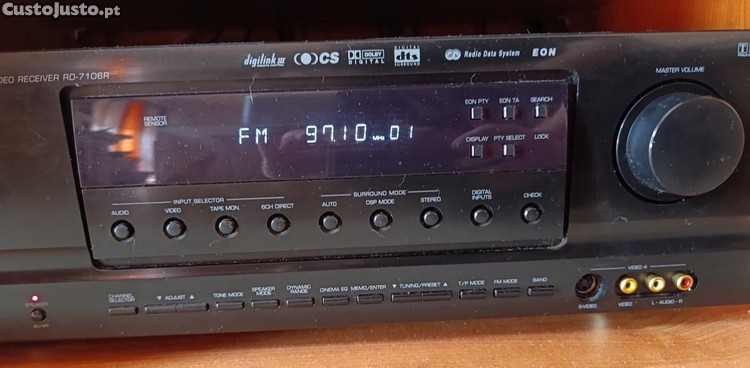 CustoJusto.pt
digilink III
CS
DOLBY DIGITAL
DIGITAL dts SURROUND
Radio Data System
EON
DEO RECEIVER RD-7106R
MASTER VOLUME
REMOTE SENSOR
EON PTY
EON TA
SEARCH
FM 97.10 MHz 01
DISPLAY
PTY SELECT
LOCK
INPUT SELECTOR
SURROUND MODE
AUDIO
VIDEO
TAPE MON.
6CH DIRECT
AUTO
DSP MODE
STEREO
DIGITAL INPUTS
CHECK
SPEAKER
ON/OFF
CHANNEL SELECTOR
▼ ADJUST ▲
TONE MODE
SPEAKER MODE
DYNAMIC RANGE
CINEMA EQ
MEMO/ENTER
▼ TUNING/PRESET ▲
T/P MODE
FM MODE
BAND
S-VIDEO
VIDEO 4
VIDEO
L - AUDIO - R